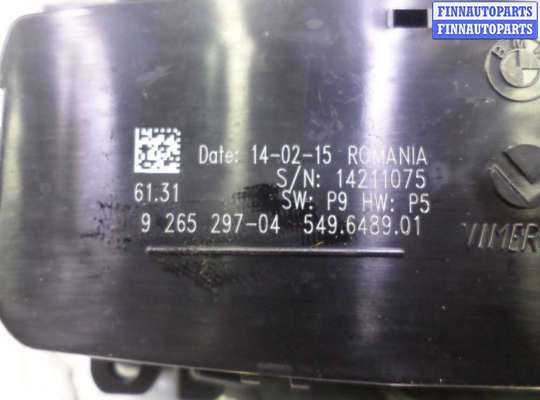 FINNAUTOPARTS
FINNAUTOPARTS
BMW
Date: 14-02-15 ROMANIA
S/N: 14211075
61.31
SW: P9 HW: P5
9 265 297-04 549.6489.01